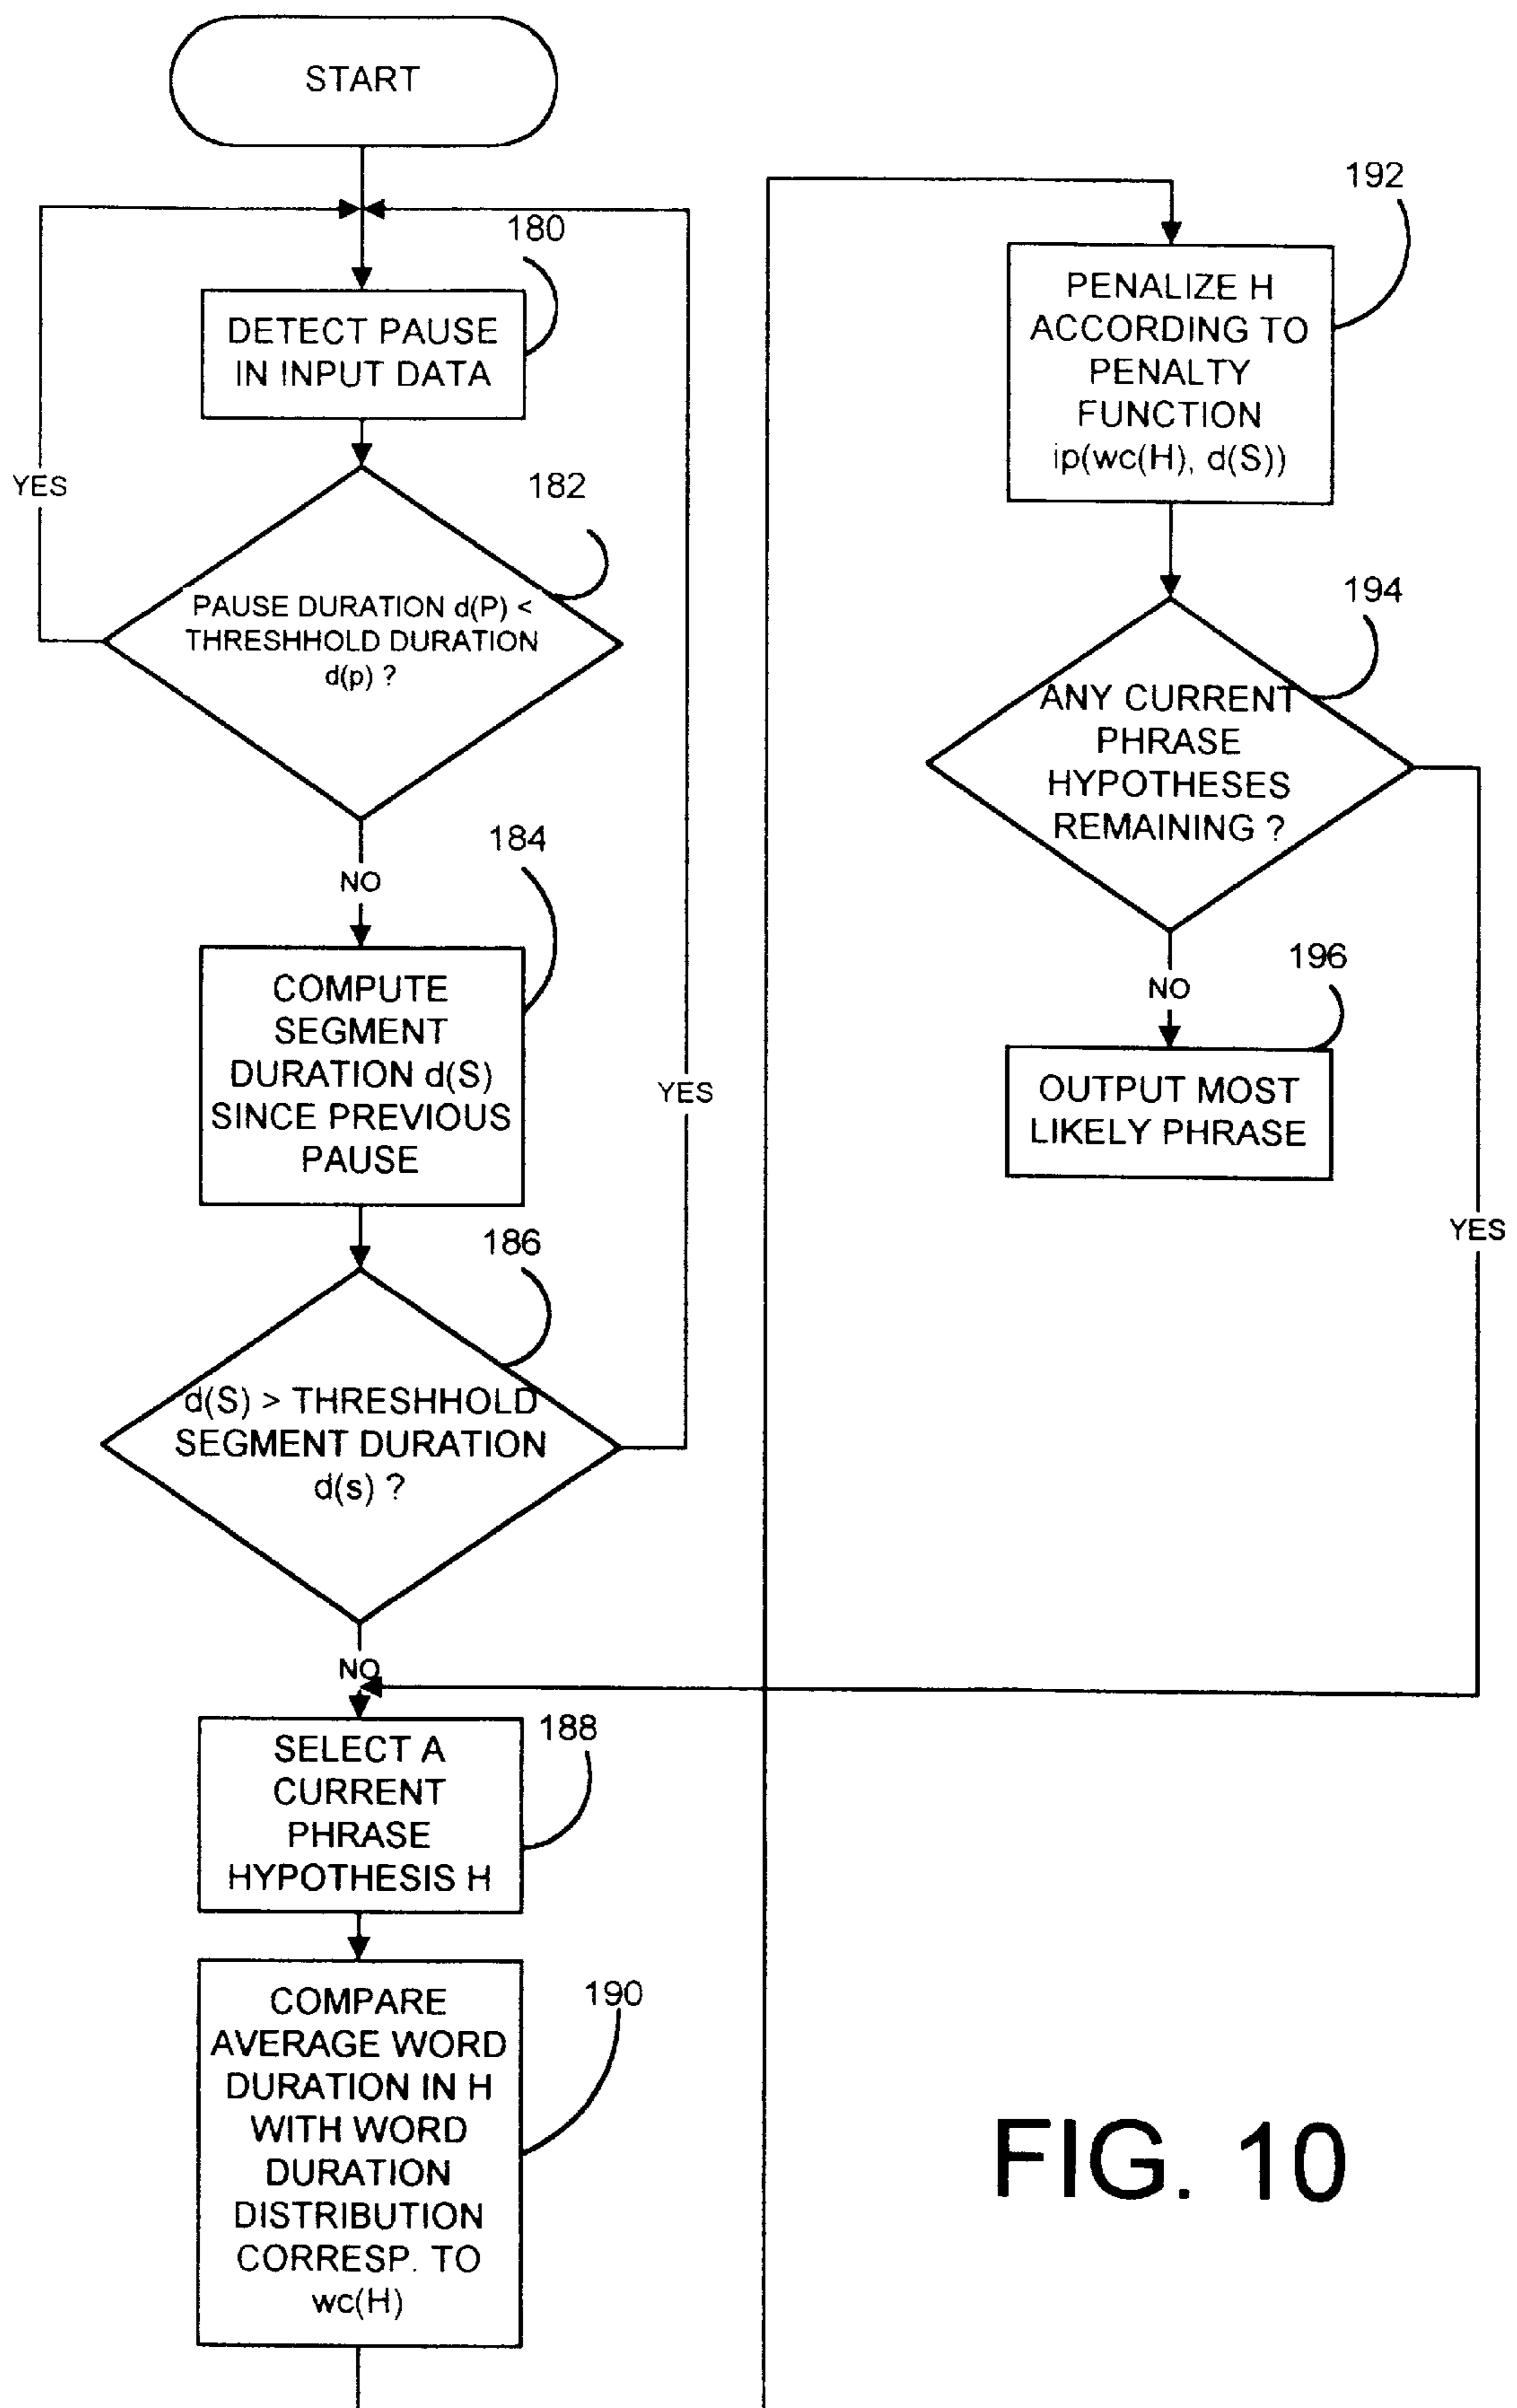 START
180
DETECT PAUSE
IN INPUT DATA
YES
182
PAUSE DURATION d(P) <
THRESHHOLD DURATION
d(p) ?
NO
184
COMPUTE
SEGMENT
DURATION d(S)
SINCE PREVIOUS
PAUSE
YES
186
d(S) > THRESHHOLD
SEGMENT DURATION
d(s) ?
NO
188
SELECT A
CURRENT
PHRASE
HYPOTHESIS H
190
COMPARE
AVERAGE WORD
DURATION IN H
WITH WORD
DURATION
DISTRIBUTION
CORRESP. TO
wc(H)
192
PENALIZE H
ACCORDING TO
PENALTY
FUNCTION
ip(wc(H), d(S))
194
ANY CURRENT
PHRASE
HYPOTHESES
REMAINING ?
NO
196
OUTPUT MOST
LIKELY PHRASE
YES
FIG. 10